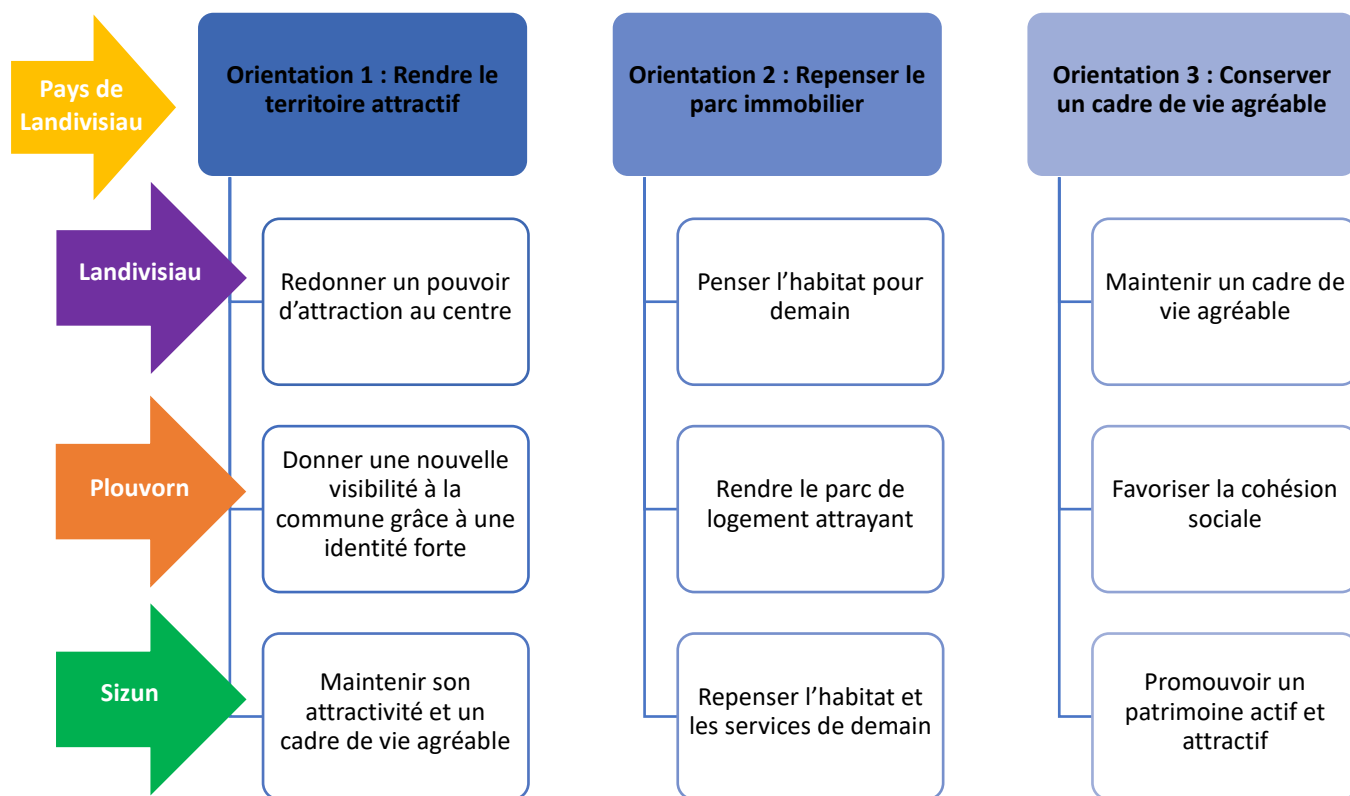 Pays de
Landivisiau
Orientation 1 : Rendre le
territoire attractif
Orientation 2 : Repenser le
parc immobilier
Orientation 3 : Conserver
un cadre de vie agréable
Landivisiau
Redonner un pouvoir
d’attraction au centre
Penser l’habitat pour
demain
Maintenir un cadre de
vie agréable
Plouvorn
Donner une nouvelle
visibilité à la
commune grâce à une
identité forte
Rendre le parc de
logement attrayant
Favoriser la cohésion
sociale
Sizun
Maintenir son
attractivité et un
cadre de vie agréable
Repenser l’habitat et
les services de demain
Promouvoir un
patrimoine actif et
attractif